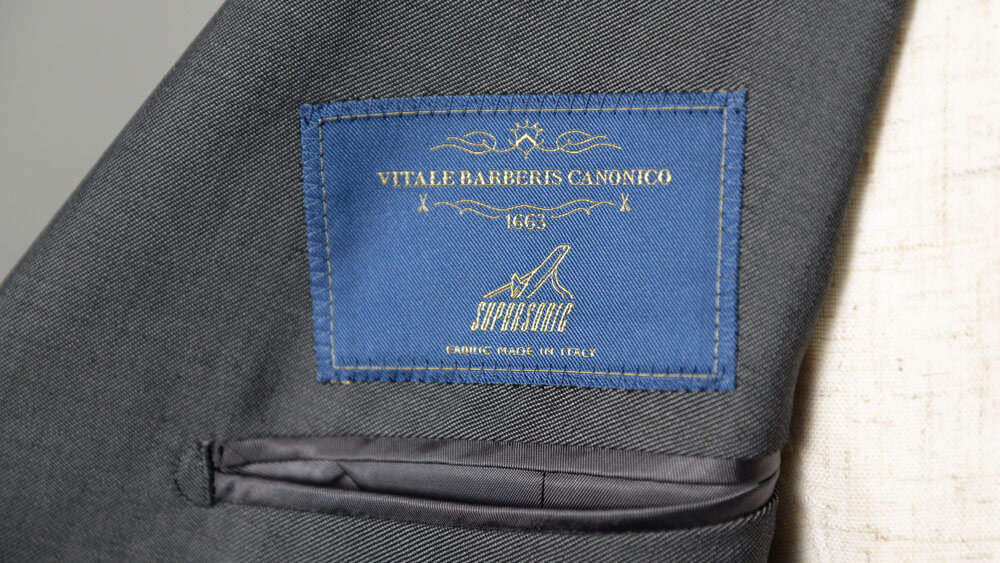 VITALE BARBERIS CANONICO
1663
SUPERSONIC
FABRIC MADE IN ITALY